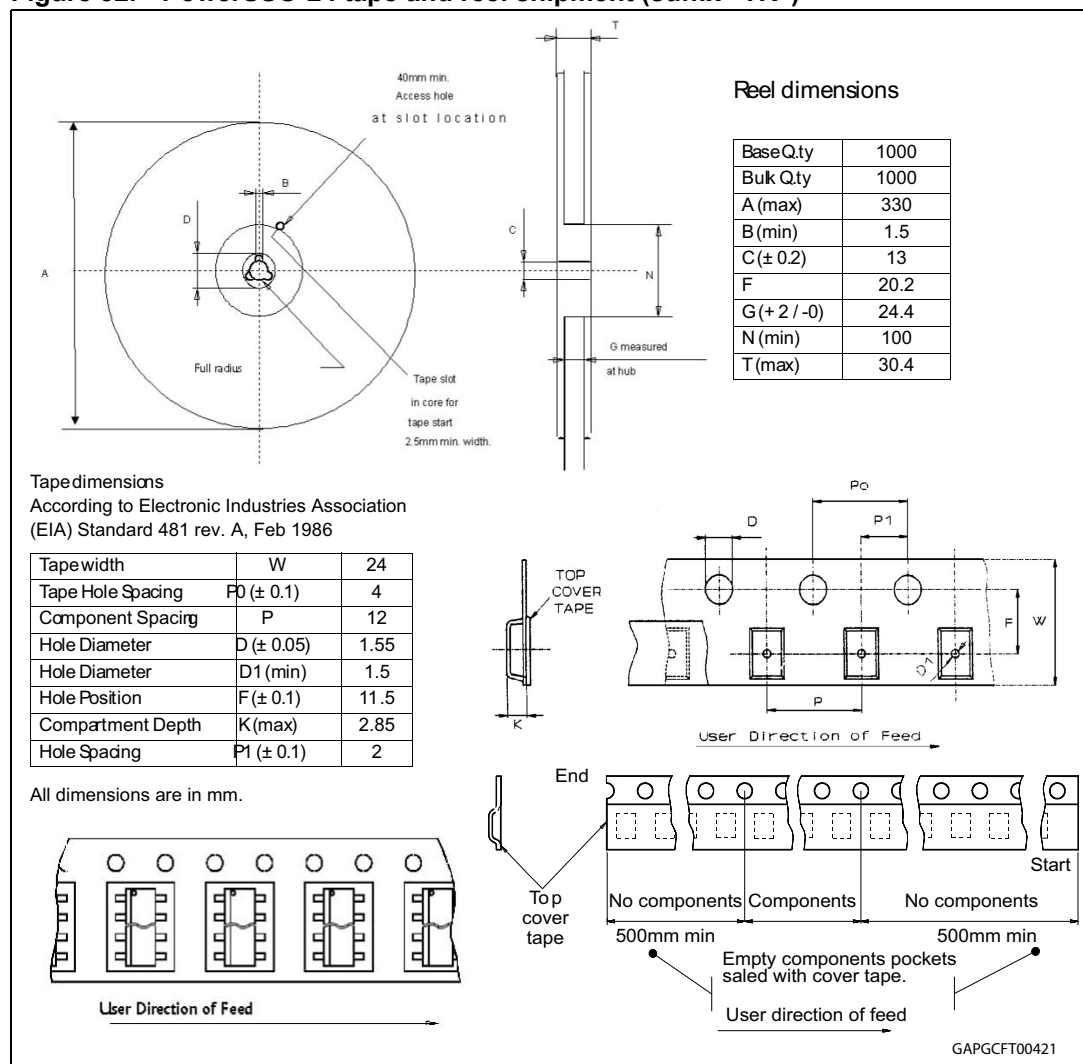 T
40mm min.
Access hole
at slot location
B
D
A
C
N
G measured
at hub
Full radius
Tape slot
in core for
tape start
2.5mm min. width.
Reel dimensions
Base Q.ty 1000
Bulk Q.ty 1000
A (max) 330
B (min) 1.5
C (± 0.2) 13
F 20.2
G (+ 2 / -0) 24.4
N (min) 100
T (max) 30.4
Tape dimensions
According to Electronic Industries Association
(EIA) Standard 481 rev. A, Feb 1986
Tape width W 24
Tape Hole Spacing P0 (± 0.1) 4
Component Spacing P 12
Hole Diameter D (± 0.05) 1.55
Hole Diameter D1 (min) 1.5
Hole Position F (± 0.1) 11.5
Compartment Depth K (max) 2.85
Hole Spacing P1 (± 0.1) 2
All dimensions are in mm.
Po
D
P1
TOP
COVER
TAPE
F
W
D1
K
P
User Direction of Feed
End
Start
Top
cover
tape
No components
Components
No components
500mm min
500mm min
Empty components pockets
saled with cover tape.
User direction of feed
User Direction of Feed
GAPGCFT00421